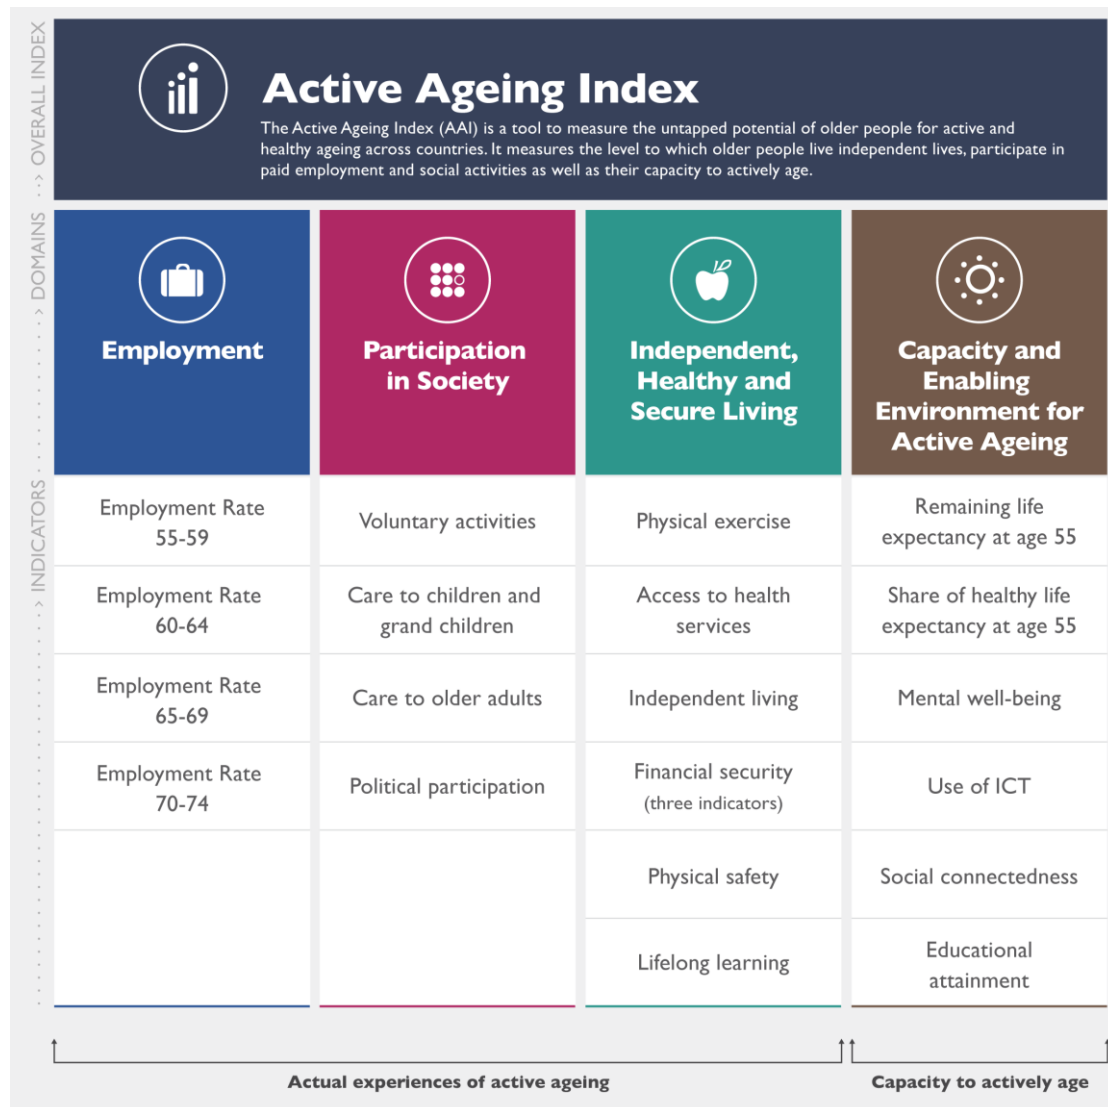 OVERALL INDEX
Active Ageing Index
The Active Ageing Index (AAI) is a tool to measure the untapped potential of older people for active and
healthy ageing across countries. It measures the level to which older people live independent lives, participate in
paid employment and social activities as well as their capacity to actively age.
DOMAINS
Employment
Participation
in Society
Independent,
Healthy and
Secure Living
Capacity and
Enabling
Environment for
Active Ageing
INDICATORS
Employment Rate
55-59
Employment Rate
60-64
Employment Rate
65-69
Employment Rate
70-74
Voluntary activities
Care to children and
grand children
Care to older adults
Political participation
Physical exercise
Access to health
services
Independent living
Financial security
(three indicators)
Physical safety
Lifelong learning
Remaining life
expectancy at age 55
Share of healthy life
expectancy at age 55
Mental well-being
Use of ICT
Social connectedness
Educational
attainment
Actual experiences of active ageing
Capacity to actively age